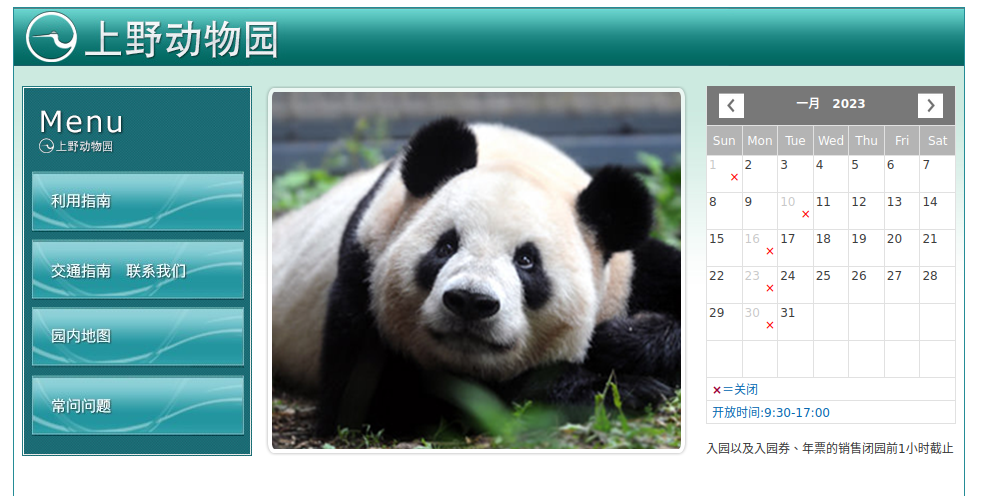 上野动物园
Menu
上野动物园
利用指南
交通指南 联系我们
园内地图
常问问题
一月 2023
Sun Mon Tue Wed Thu Fri Sat
1 × 2 3 4 5 6 7
8 9 10 × 11 12 13 14
15 16 × 17 18 19 20 21
22 23 × 24 25 26 27 28
29 30 × 31
×＝关闭
开放时间:9:30-17:00
入园以及入园券、年票的销售闭园前1小时截止